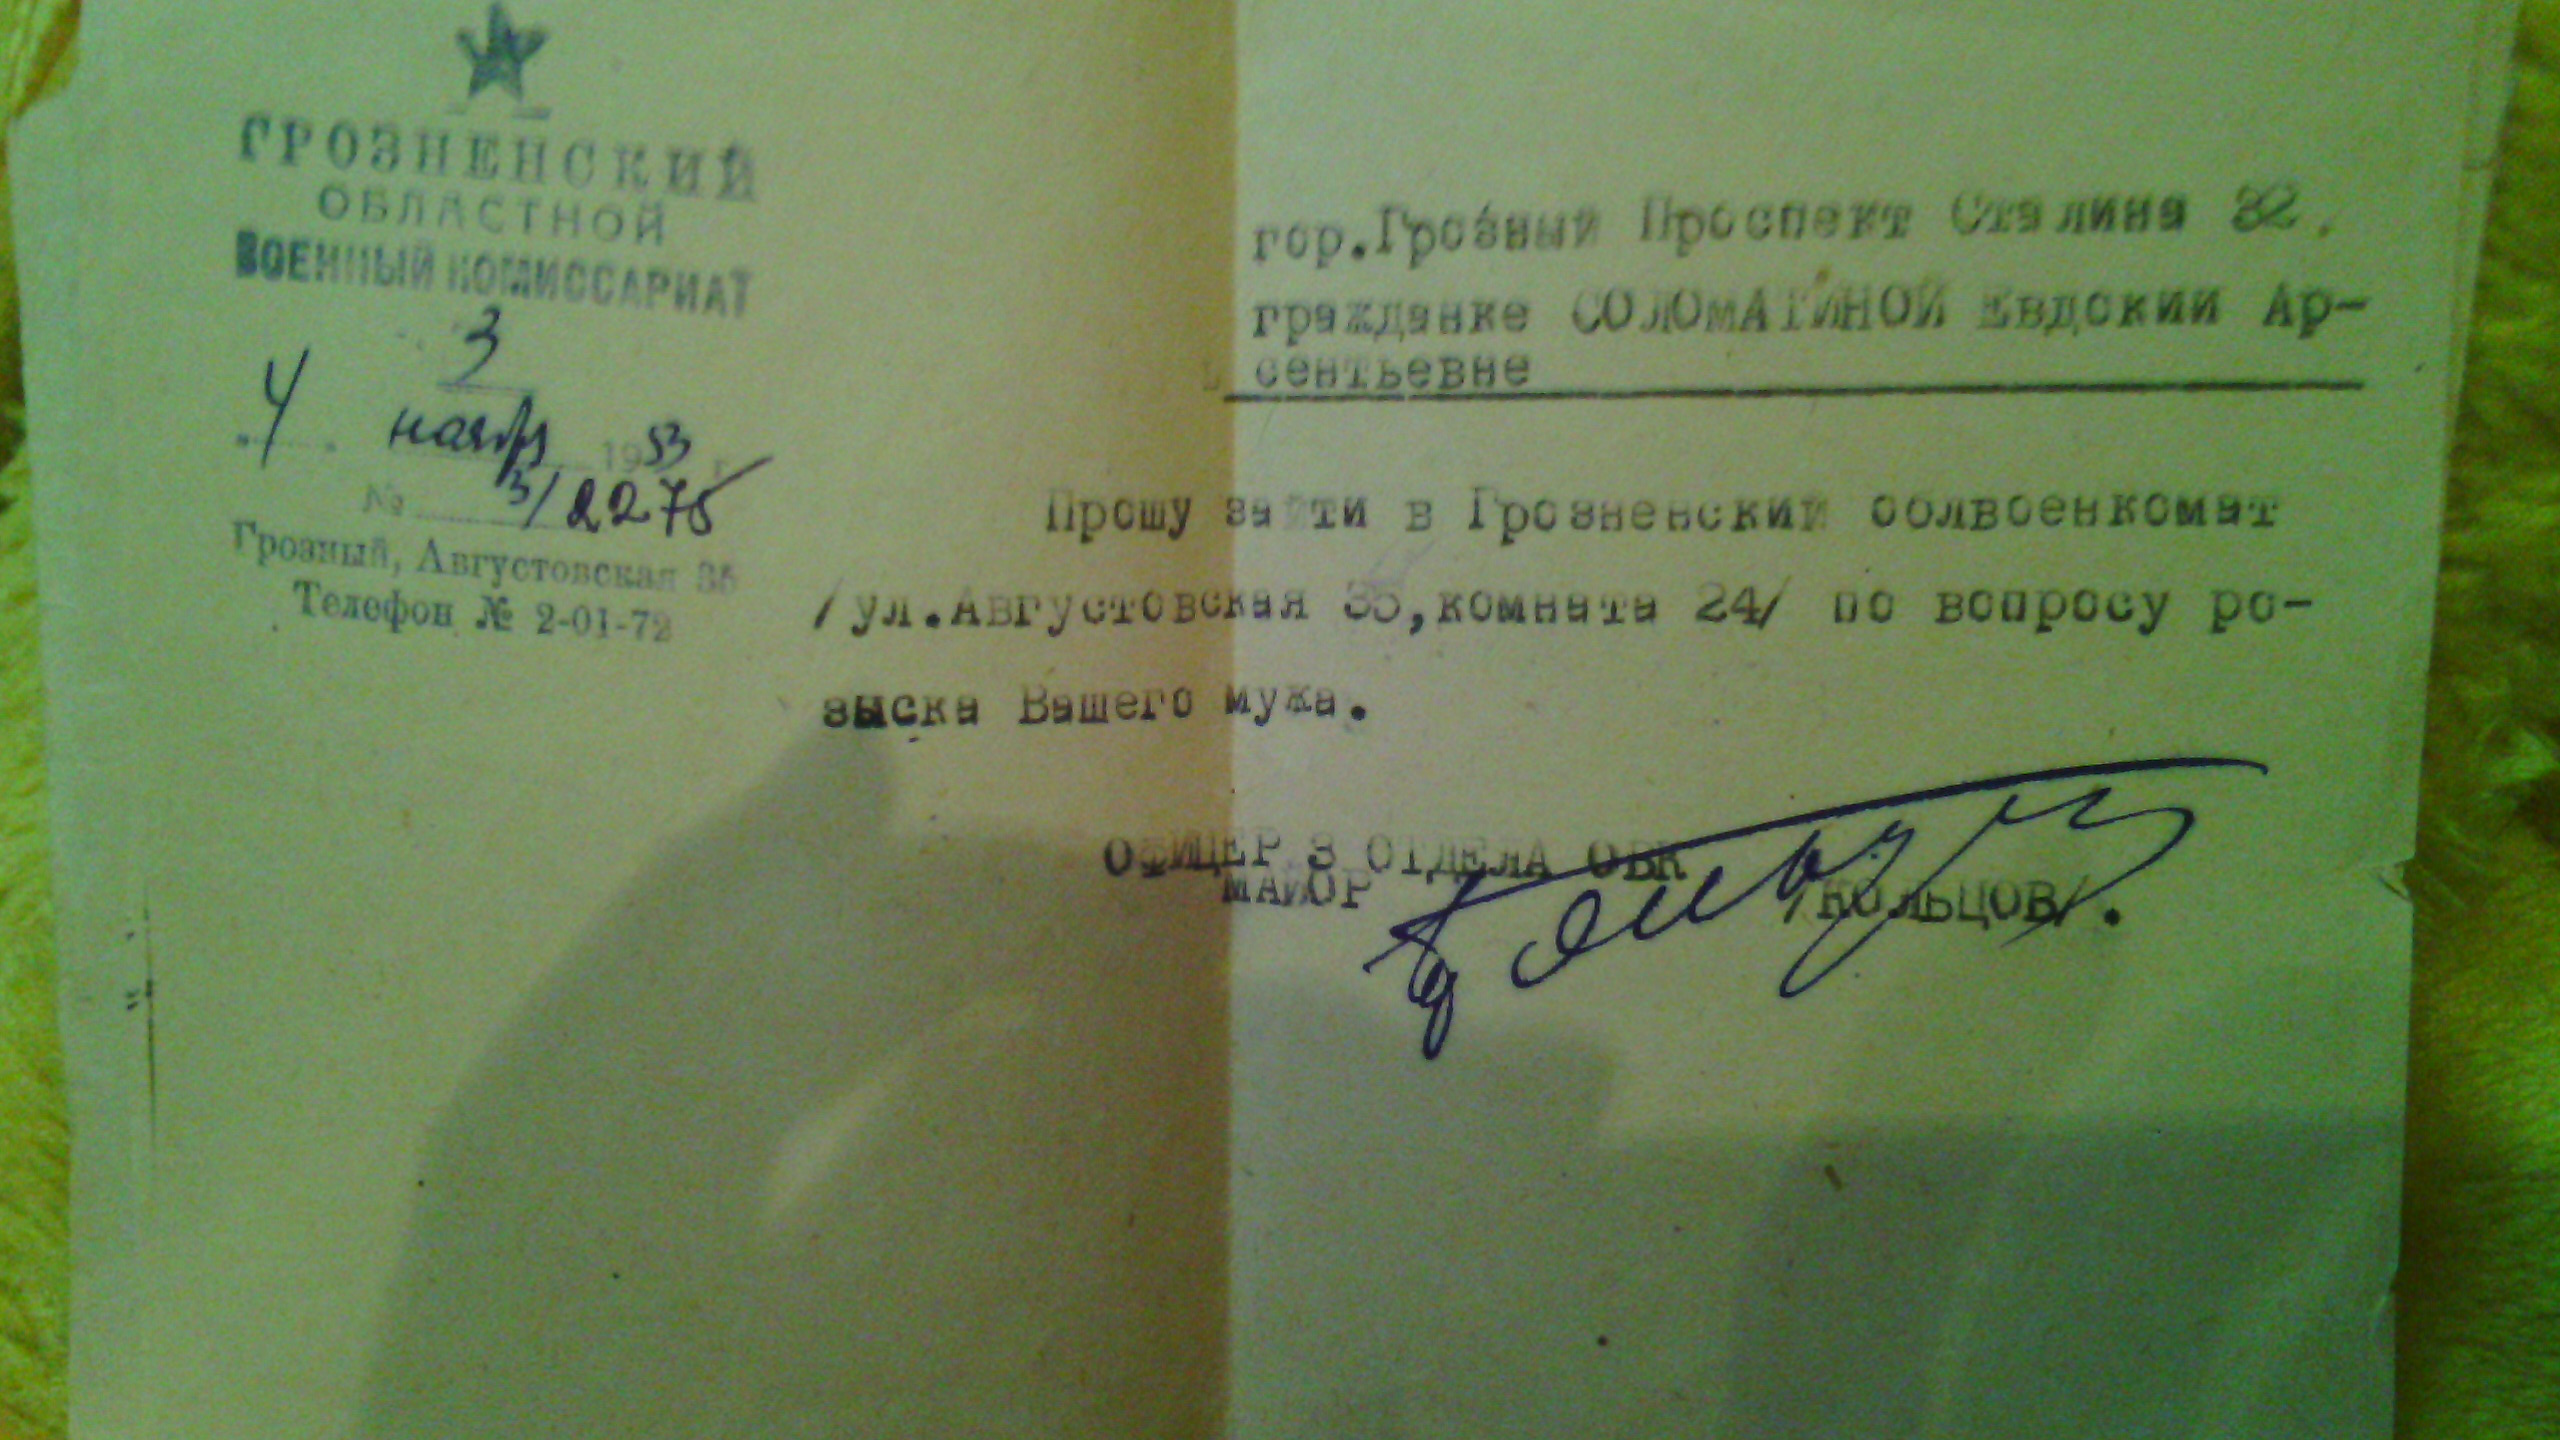 ГРОЗНЕНСКИЙ
ОБЛАСТНОЙ
ВОЕННЫЙ КОМИССАРИАТ
3
"4" ноября 1953 г.
№ 3/2275
Грозный, Августовская 35
Телефон № 2-01-72
гор.Грозный Проспект Сталина 32.
гражданке СОЛОМАТИНОЙ Евдокии Ар-
сентьевне
Прошу зайти в Грозненский облвоенкомат
/ул.Августовская 35,комната 24/ по вопросу ро-
зыска Вашего мужа.
ОФИЦЕР 3 ОТДЕЛА ОВК
МАЙОР /КОЛЬЦОВ/.